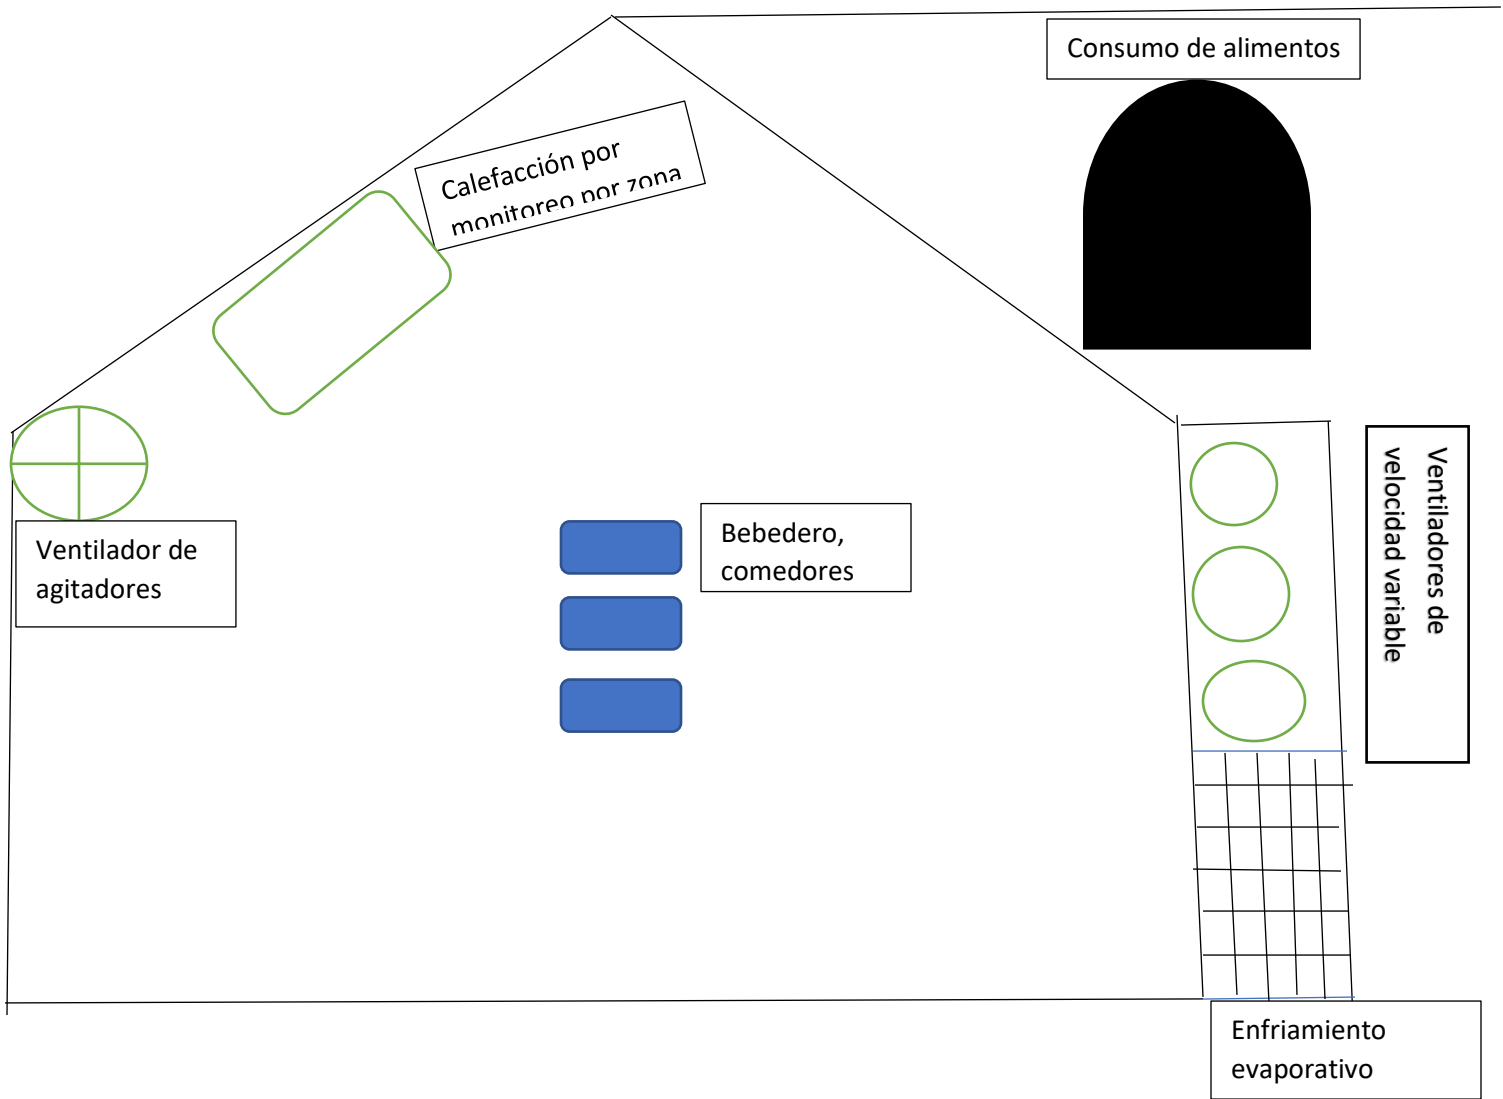 Consumo de alimentos
Calefacción por
monitoreo por zona
Ventilador de
agitadores
Bebedero,
comedores
Ventiladores de
velocidad variable
Enfriamiento
evaporativo